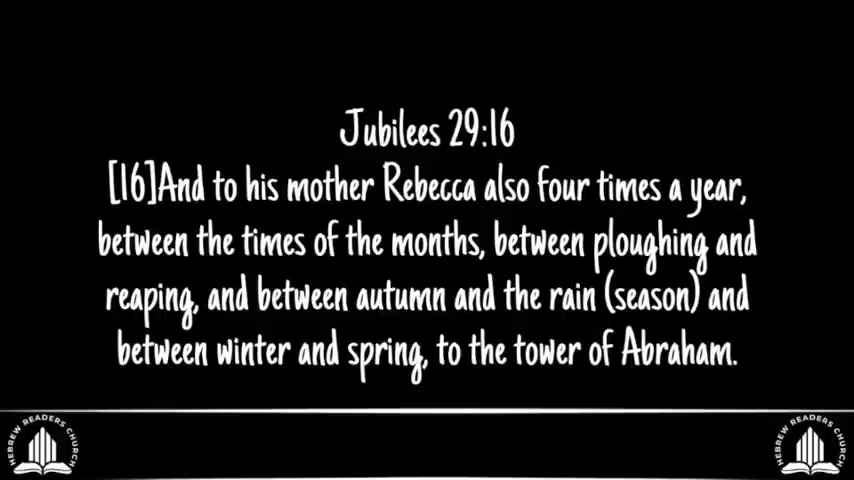 Jubilees 29:16
[16]And to his mother Rebecca also four times a year,
between the times of the months, between ploughing and
reaping, and between autumn and the rain (season) and
between winter and spring, to the tower of Abraham.
HEBREW READERS CHURCH
HEBREW READERS CHURCH